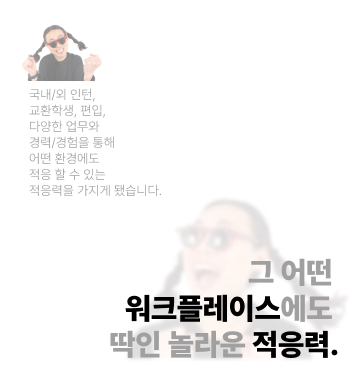 국내/외 인턴,
교환학생, 편입,
다양한 업무와
경력/경험을 통해
어떤 환경에도
적응 할 수 있는
적응력을 가지게 됐습니다.
그 어떤
워크플레이스에도
딱인 놀라운 적응력.